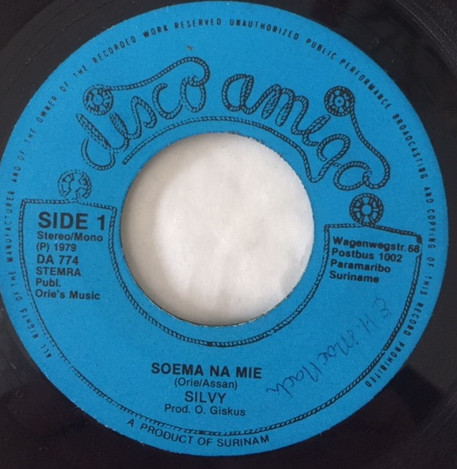 ALL RIGHTS OF THE MANUFACTURER AND OF THE OWNER OF THE RECORDED WORK RESERVED UNAUTHORIZED PUBLIC PERFORMANCE BROADCASTING AND COPYING OF THIS RECORD PROHIBITED
disco amigo
SIDE 1
Stereo/Mono
(P) 1979
DA 774
STEMRA
Publ.
Orie's Music
Wagenwegstr. 68
Postbus 1002
Paramaribo
Suriname
SOEMA NA MIE
(Orie/Assan)
SILVY
Prod. O. Giskus
A PRODUCT OF SURINAM